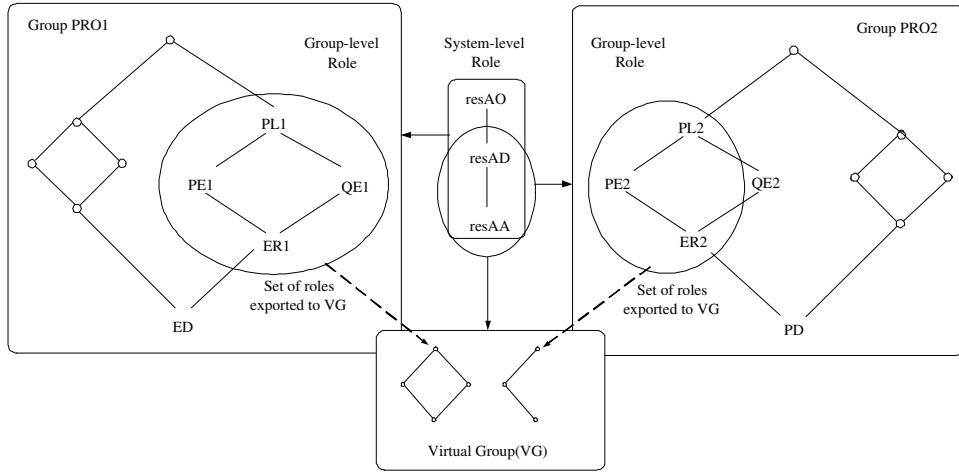 Group PRO1
Group-level
Role
PL1
PE1
QE1
ER1
Set of roles
exported to VG
ED
System-level
Role
resAO
resAD
resAA
Group PRO2
Group-level
Role
PL2
PE2
QE2
ER2
Set of roles
exported to VG
PD
Virtual Group(VG)